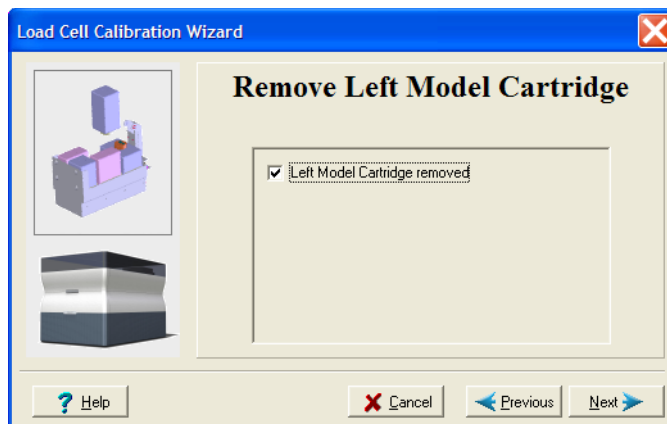 Load Cell Calibration Wizard
Remove Left Model Cartridge
Left Model Cartridge removed
? Help
Cancel
Previous
Next